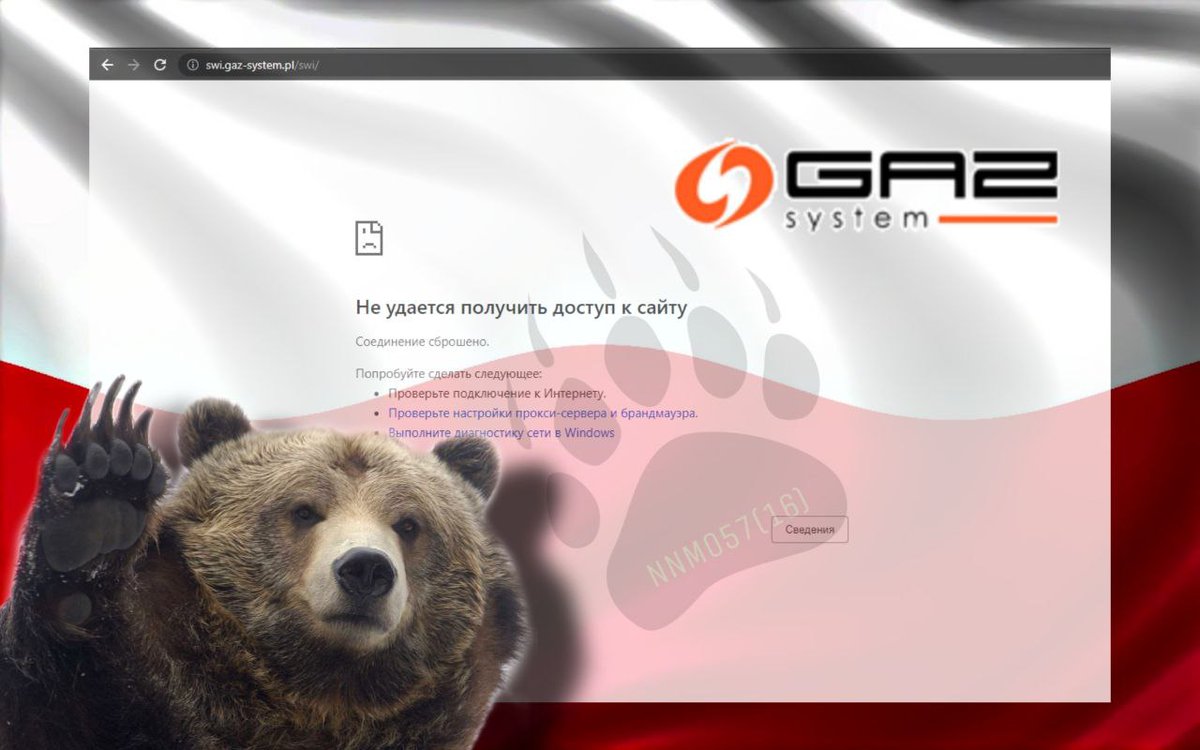 swi.gaz-system.pl/swi/
GAZ
system
Не удается получить доступ к сайту
Соединение сброшено.
Попробуйте сделать следующее:
Проверьте подключение к Интернету.
Проверьте настройки прокси-сервера и брандмауэра.
Выполните диагностику сети в Windows
NNM057(16)
Сведения